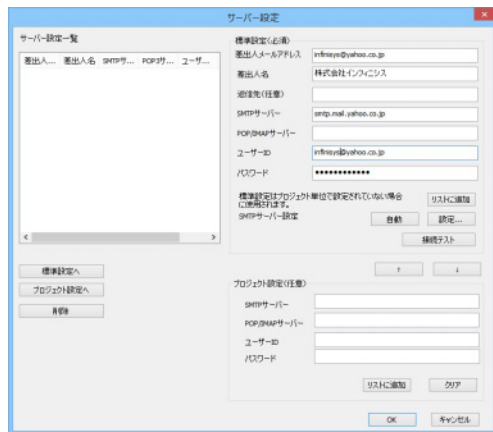 サーバー設定
サーバー設定一覧
差出人... 差出人名 SMTPサ... POP3サ... ユーザ...
標準設定へ
プロジェクト設定へ
削除
標準設定(必須)
差出人メールアドレス infinisys@yahoo.co.jp
差出人名 株式会社インフィニシス
返信先(任意)
SMTPサーバー smtp.mail.yahoo.co.jp
POP/IMAPサーバー
ユーザーID infinisys@yahoo.co.jp
パスワード ●●●●●●●●●●●●
標準設定はプロジェクト単位で設定されていない場合
に使用されます。
リストに追加
SMTPサーバー設定 自動 設定...
接続テスト
↑ ↓
プロジェクト設定(任意)
SMTPサーバー
POP/IMAPサーバー
ユーザーID
パスワード
リストに追加 クリア
OK キャンセル